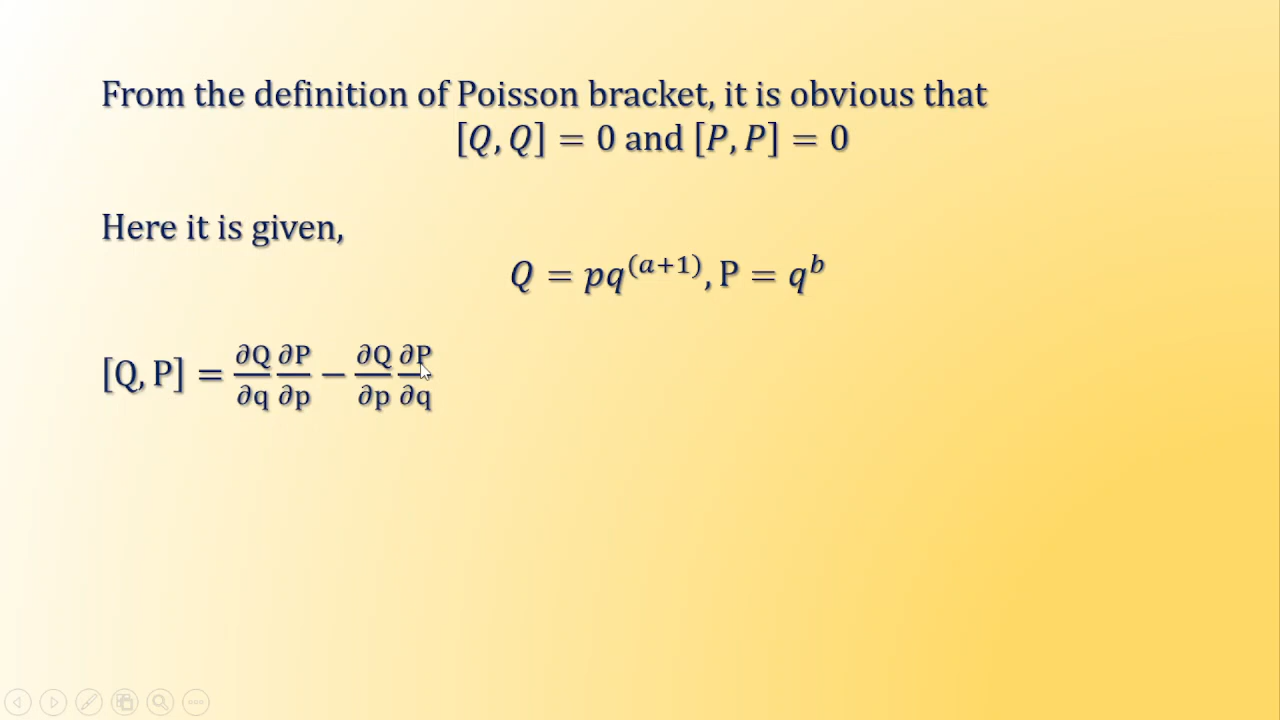 From the definition of Poisson bracket, it is obvious that
[Q, Q] = 0 and [P, P] = 0
Here it is given,
Q = pq^(a+1), P = q^b
[Q, P] = ∂Q/∂q ∂P/∂p − ∂Q/∂p ∂P/∂q